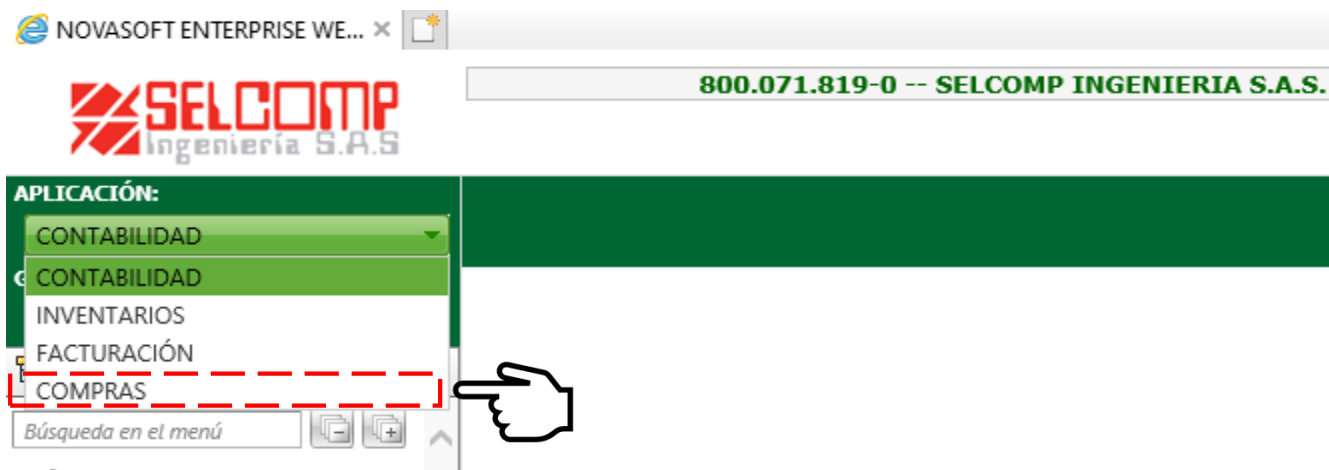 NOVASOFT ENTERPRISE WE...
SELCOMP
Ingeniería S.A.S
800.071.819-0 -- SELCOMP INGENIERIA S.A.S.
APLICACIÓN:
CONTABILIDAD
CONTABILIDAD
INVENTARIOS
FACTURACIÓN
COMPRAS
Búsqueda en el menú